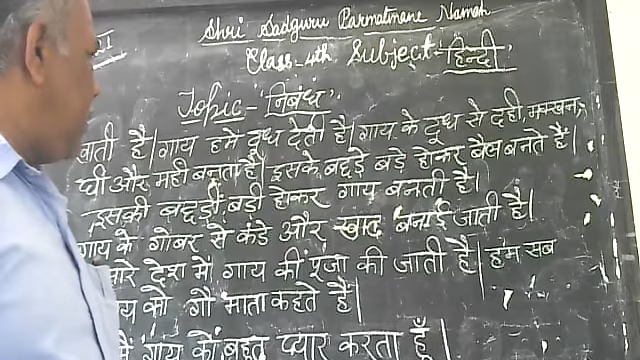 Shri Sadguru Parmatmane Namah
Class-4th Subject-हिन्दी
Topic-"निबंध"
जाती है। गाय हमें दूध देती है। गाय के दूध से दही, मक्खन,
घी और मही बनता है। इसके बछड़े बड़े होकर बैल बनते हैं।
इसकी बछड़ी बड़ी होकर गाय बनती है।
गाय के गोबर से कंडे और खाद बनाई जाती है।
देश में गाय की पूजा की जाती है। हम सब
को गौ माता कहते हैं।
मैं गाय को बहुत प्यार करता हूँ।